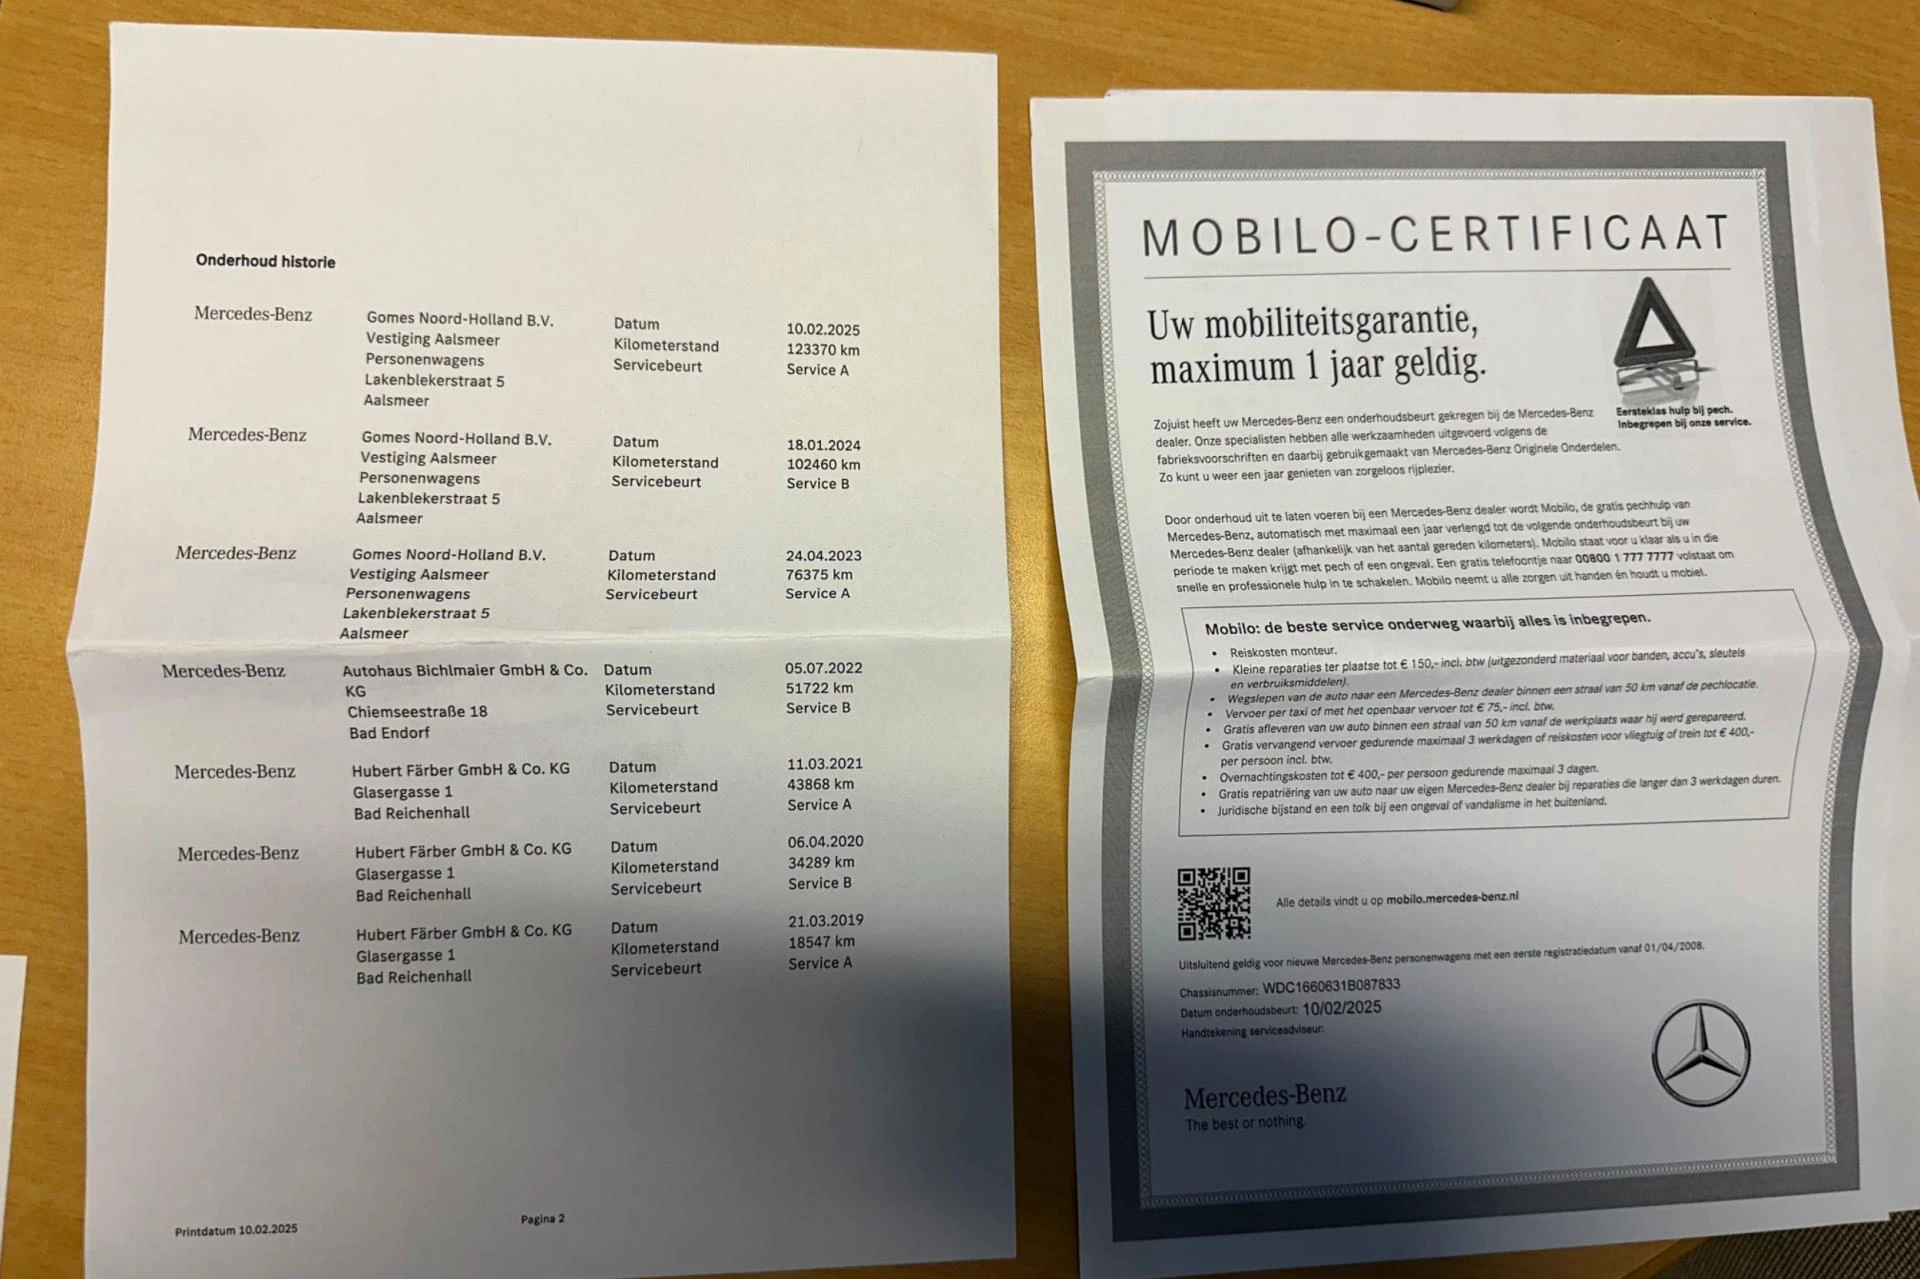 Onderhoud historie
Mercedes-Benz
Gomes Noord-Holland B.V.
Vestiging Aalsmeer
Personenwagens
Lakenblekerstraat 5
Aalsmeer
Datum 10.02.2025
Kilometerstand 123370 km
Servicebeurt Service A
Mercedes-Benz
Gomes Noord-Holland B.V.
Vestiging Aalsmeer
Personenwagens
Lakenblekerstraat 5
Aalsmeer
Datum 18.01.2024
Kilometerstand 102460 km
Servicebeurt Service B
Mercedes-Benz
Gomes Noord-Holland B.V.
Vestiging Aalsmeer
Personenwagens
Lakenblekerstraat 5
Aalsmeer
Datum 24.04.2023
Kilometerstand 76375 km
Servicebeurt Service A
Mercedes-Benz
Autohaus Bichlmaier GmbH & Co.
KG
Chiemseestraße 18
Bad Endorf
Datum 05.07.2022
Kilometerstand 51722 km
Servicebeurt Service B
Mercedes-Benz
Hubert Färber GmbH & Co. KG
Glasergasse 1
Bad Reichenhall
Datum 11.03.2021
Kilometerstand 43868 km
Servicebeurt Service A
Mercedes-Benz
Hubert Färber GmbH & Co. KG
Glasergasse 1
Bad Reichenhall
Datum 06.04.2020
Kilometerstand 34289 km
Servicebeurt Service B
Mercedes-Benz
Hubert Färber GmbH & Co. KG
Glasergasse 1
Bad Reichenhall
Datum 21.03.2019
Kilometerstand 18547 km
Servicebeurt Service A
Printdatum 10.02.2025
Pagina 2
MOBILO-CERTIFICAAT
Uw mobiliteitsgarantie,
maximum 1 jaar geldig.
Eersteklas hulp bij pech.
Inbegrepen bij onze service.
Zojuist heeft uw Mercedes-Benz een onderhoudsbeurt gekregen bij de Mercedes-Benz
dealer. Onze specialisten hebben alle werkzaamheden uitgevoerd volgens de
fabrieksvoorschriften en daarbij gebruikgemaakt van Mercedes-Benz Originele Onderdelen.
Zo kunt u weer een jaar genieten van zorgeloos rijplezier.
Door onderhoud uit te laten voeren bij een Mercedes-Benz dealer wordt Mobilo, de gratis pechhulp van
Mercedes-Benz, automatisch met maximaal een jaar verlengd tot de volgende onderhoudsbeurt bij uw
Mercedes-Benz dealer (afhankelijk van het aantal gereden kilometers). Mobilo staat voor u klaar als u in die
periode te maken krijgt met pech of een ongeval. Een gratis telefoontje naar 00800 1 777 7777 volstaat om
snelle en professionele hulp in te schakelen. Mobilo neemt u alle zorgen uit handen én houdt u mobiel.
Mobilo: de beste service onderweg waarbij alles is inbegrepen.
• Reiskosten monteur.
• Kleine reparaties ter plaatse tot € 150,- incl. btw (uitgezonderd materiaal voor banden, accu's, sleutels
en verbruiksmiddelen).
• Wegslepen van de auto naar een Mercedes-Benz dealer binnen een straal van 50 km vanaf de pechlocatie.
• Vervoer per taxi of met het openbaar vervoer tot € 75,- incl. btw.
• Gratis afleveren van uw auto binnen een straal van 50 km vanaf de werkplaats waar hij werd gerepareerd.
• Gratis vervangend vervoer gedurende maximaal 3 werkdagen of reiskosten voor vliegtuig of trein tot € 400,-
per persoon incl. btw.
• Overnachtingskosten tot € 400,- per persoon gedurende maximaal 3 dagen.
• Gratis repatriëring van uw auto naar uw eigen Mercedes-Benz dealer bij reparaties die langer dan 3 werkdagen duren.
• Juridische bijstand en een tolk bij een ongeval of vandalisme in het buitenland.
Alle details vindt u op mobilo.mercedes-benz.nl
Uitsluitend geldig voor nieuwe Mercedes-Benz personenwagens met een eerste registratiedatum vanaf 01/04/2008.
Chassisnummer: WDC1660631B087833
Datum onderhoudsbeurt: 10/02/2025
Handtekening serviceadviseur:
Mercedes-Benz
The best or nothing.